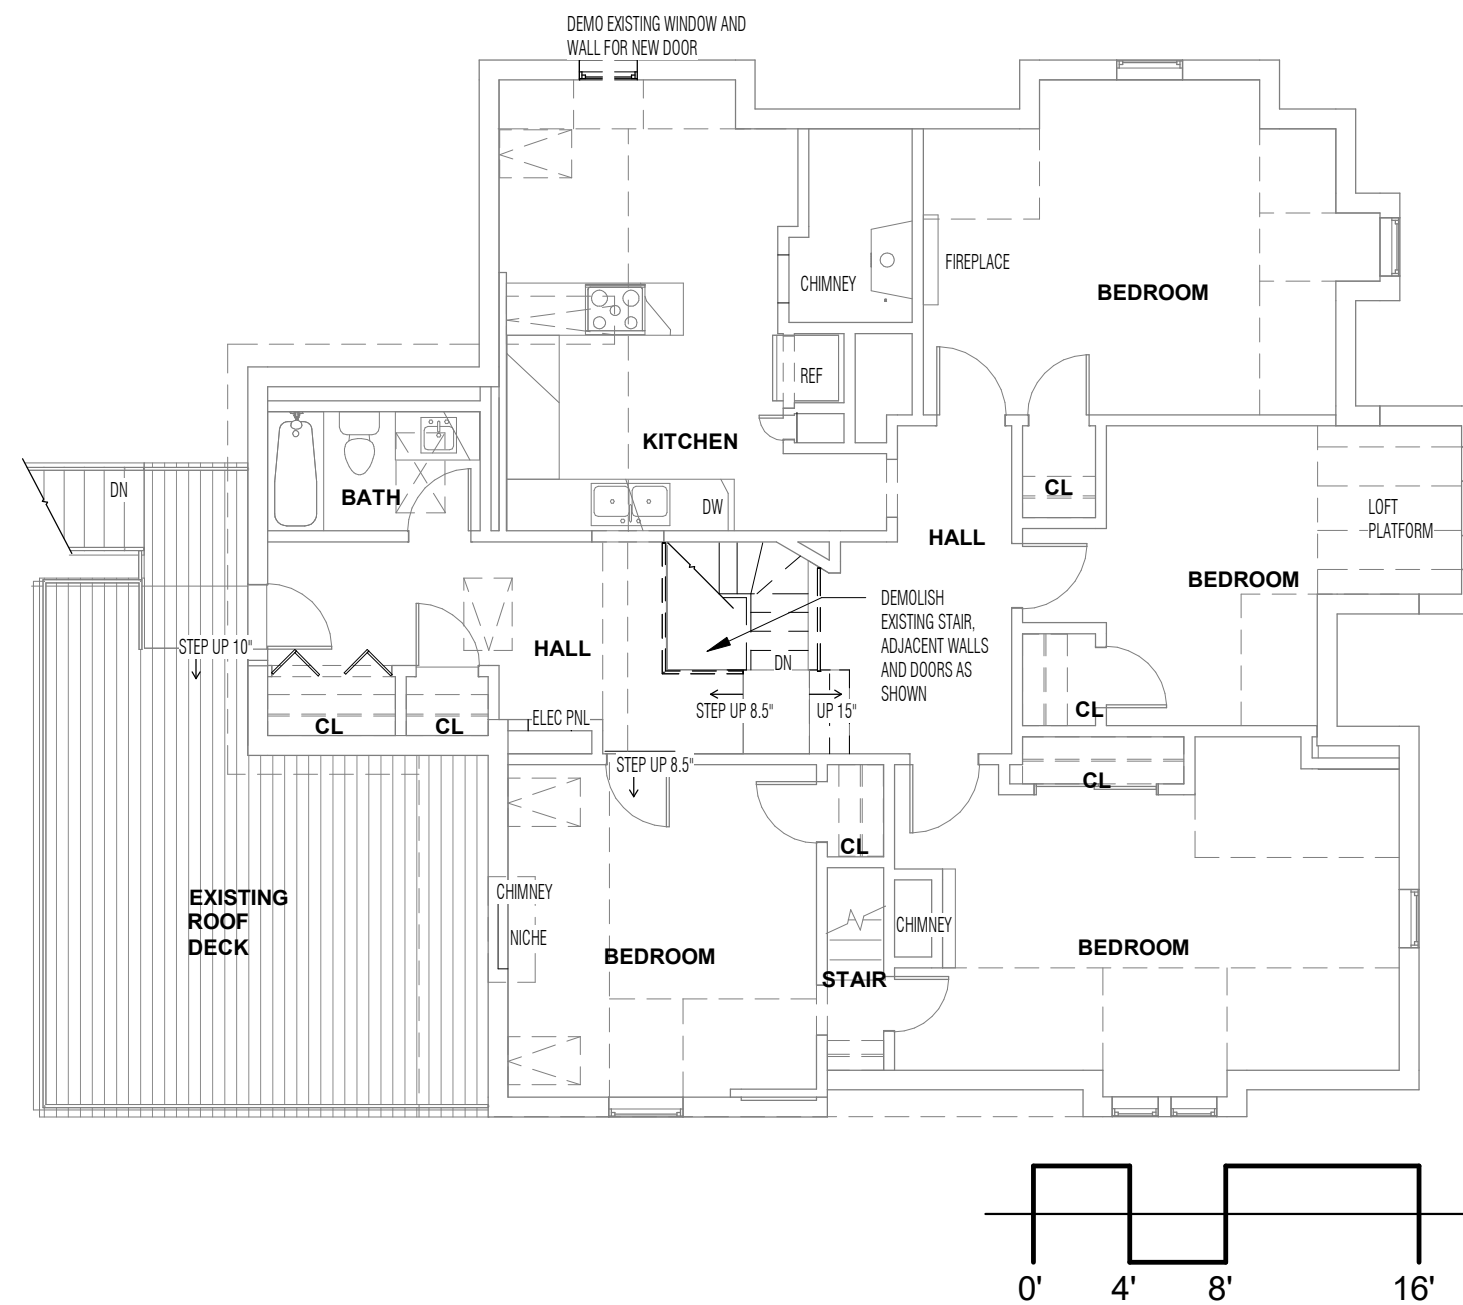 DEMO EXISTING WINDOW AND
WALL FOR NEW DOOR
FIREPLACE
CHIMNEY
BEDROOM
REF
KITCHEN
BATH
CL
DN
DW
LOFT
PLATFORM
HALL
BEDROOM
DEMOLISH
EXISTING STAIR,
ADJACENT WALLS
AND DOORS AS
SHOWN
STEP UP 10"
HALL
DN
STEP UP 8.5"
UP 15"
CL
CL
CL
ELEC PNL
STEP UP 8.5"
CL
CL
EXISTING
ROOF
DECK
CHIMNEY
NICHE
CHIMNEY
BEDROOM
BEDROOM
STAIR
0' 4' 8' 16'